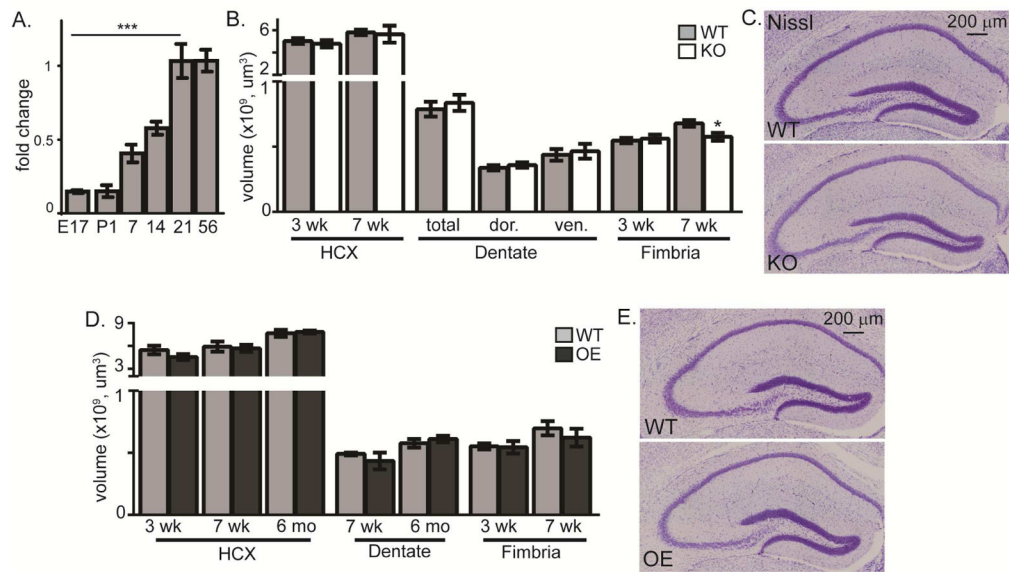 A.
***
fold change
1
0.5
0
E17 P1 7 14 21 56
B.
WT
KO
volume (x10⁹, um³)
6
2
1
0
3 wk 7 wk total dor. ven. 3 wk 7 wk
*
HCX Dentate Fimbria
C.
Nissl
200 µm
WT
KO
D.
WT
OE
volume (x10⁹, um³)
9
3
1
0
3 wk 7 wk 6 mo 7 wk 6 mo 3 wk 7 wk
HCX Dentate Fimbria
E.
200 µm
WT
OE